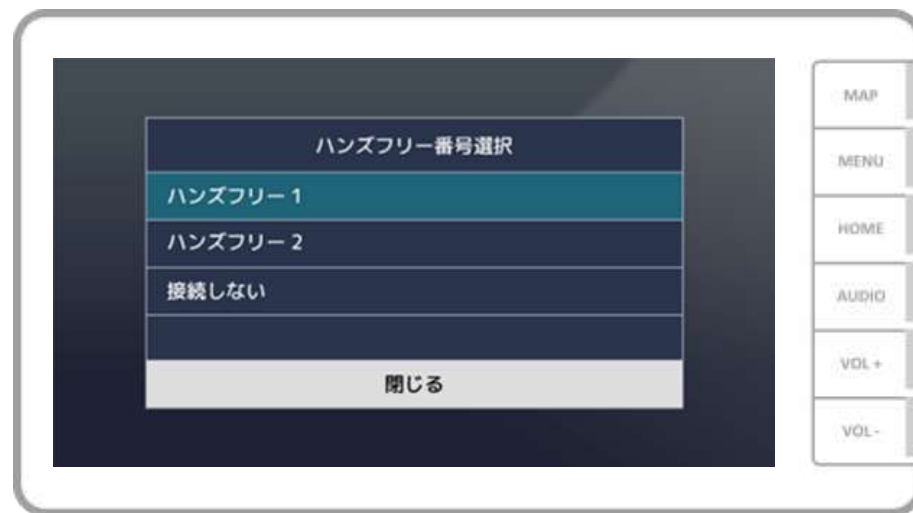 ハンズフリー番号選択
ハンズフリー 1
ハンズフリー 2
接続しない
閉じる
MAP
MENU
HOME
AUDIO
VOL +
VOL -